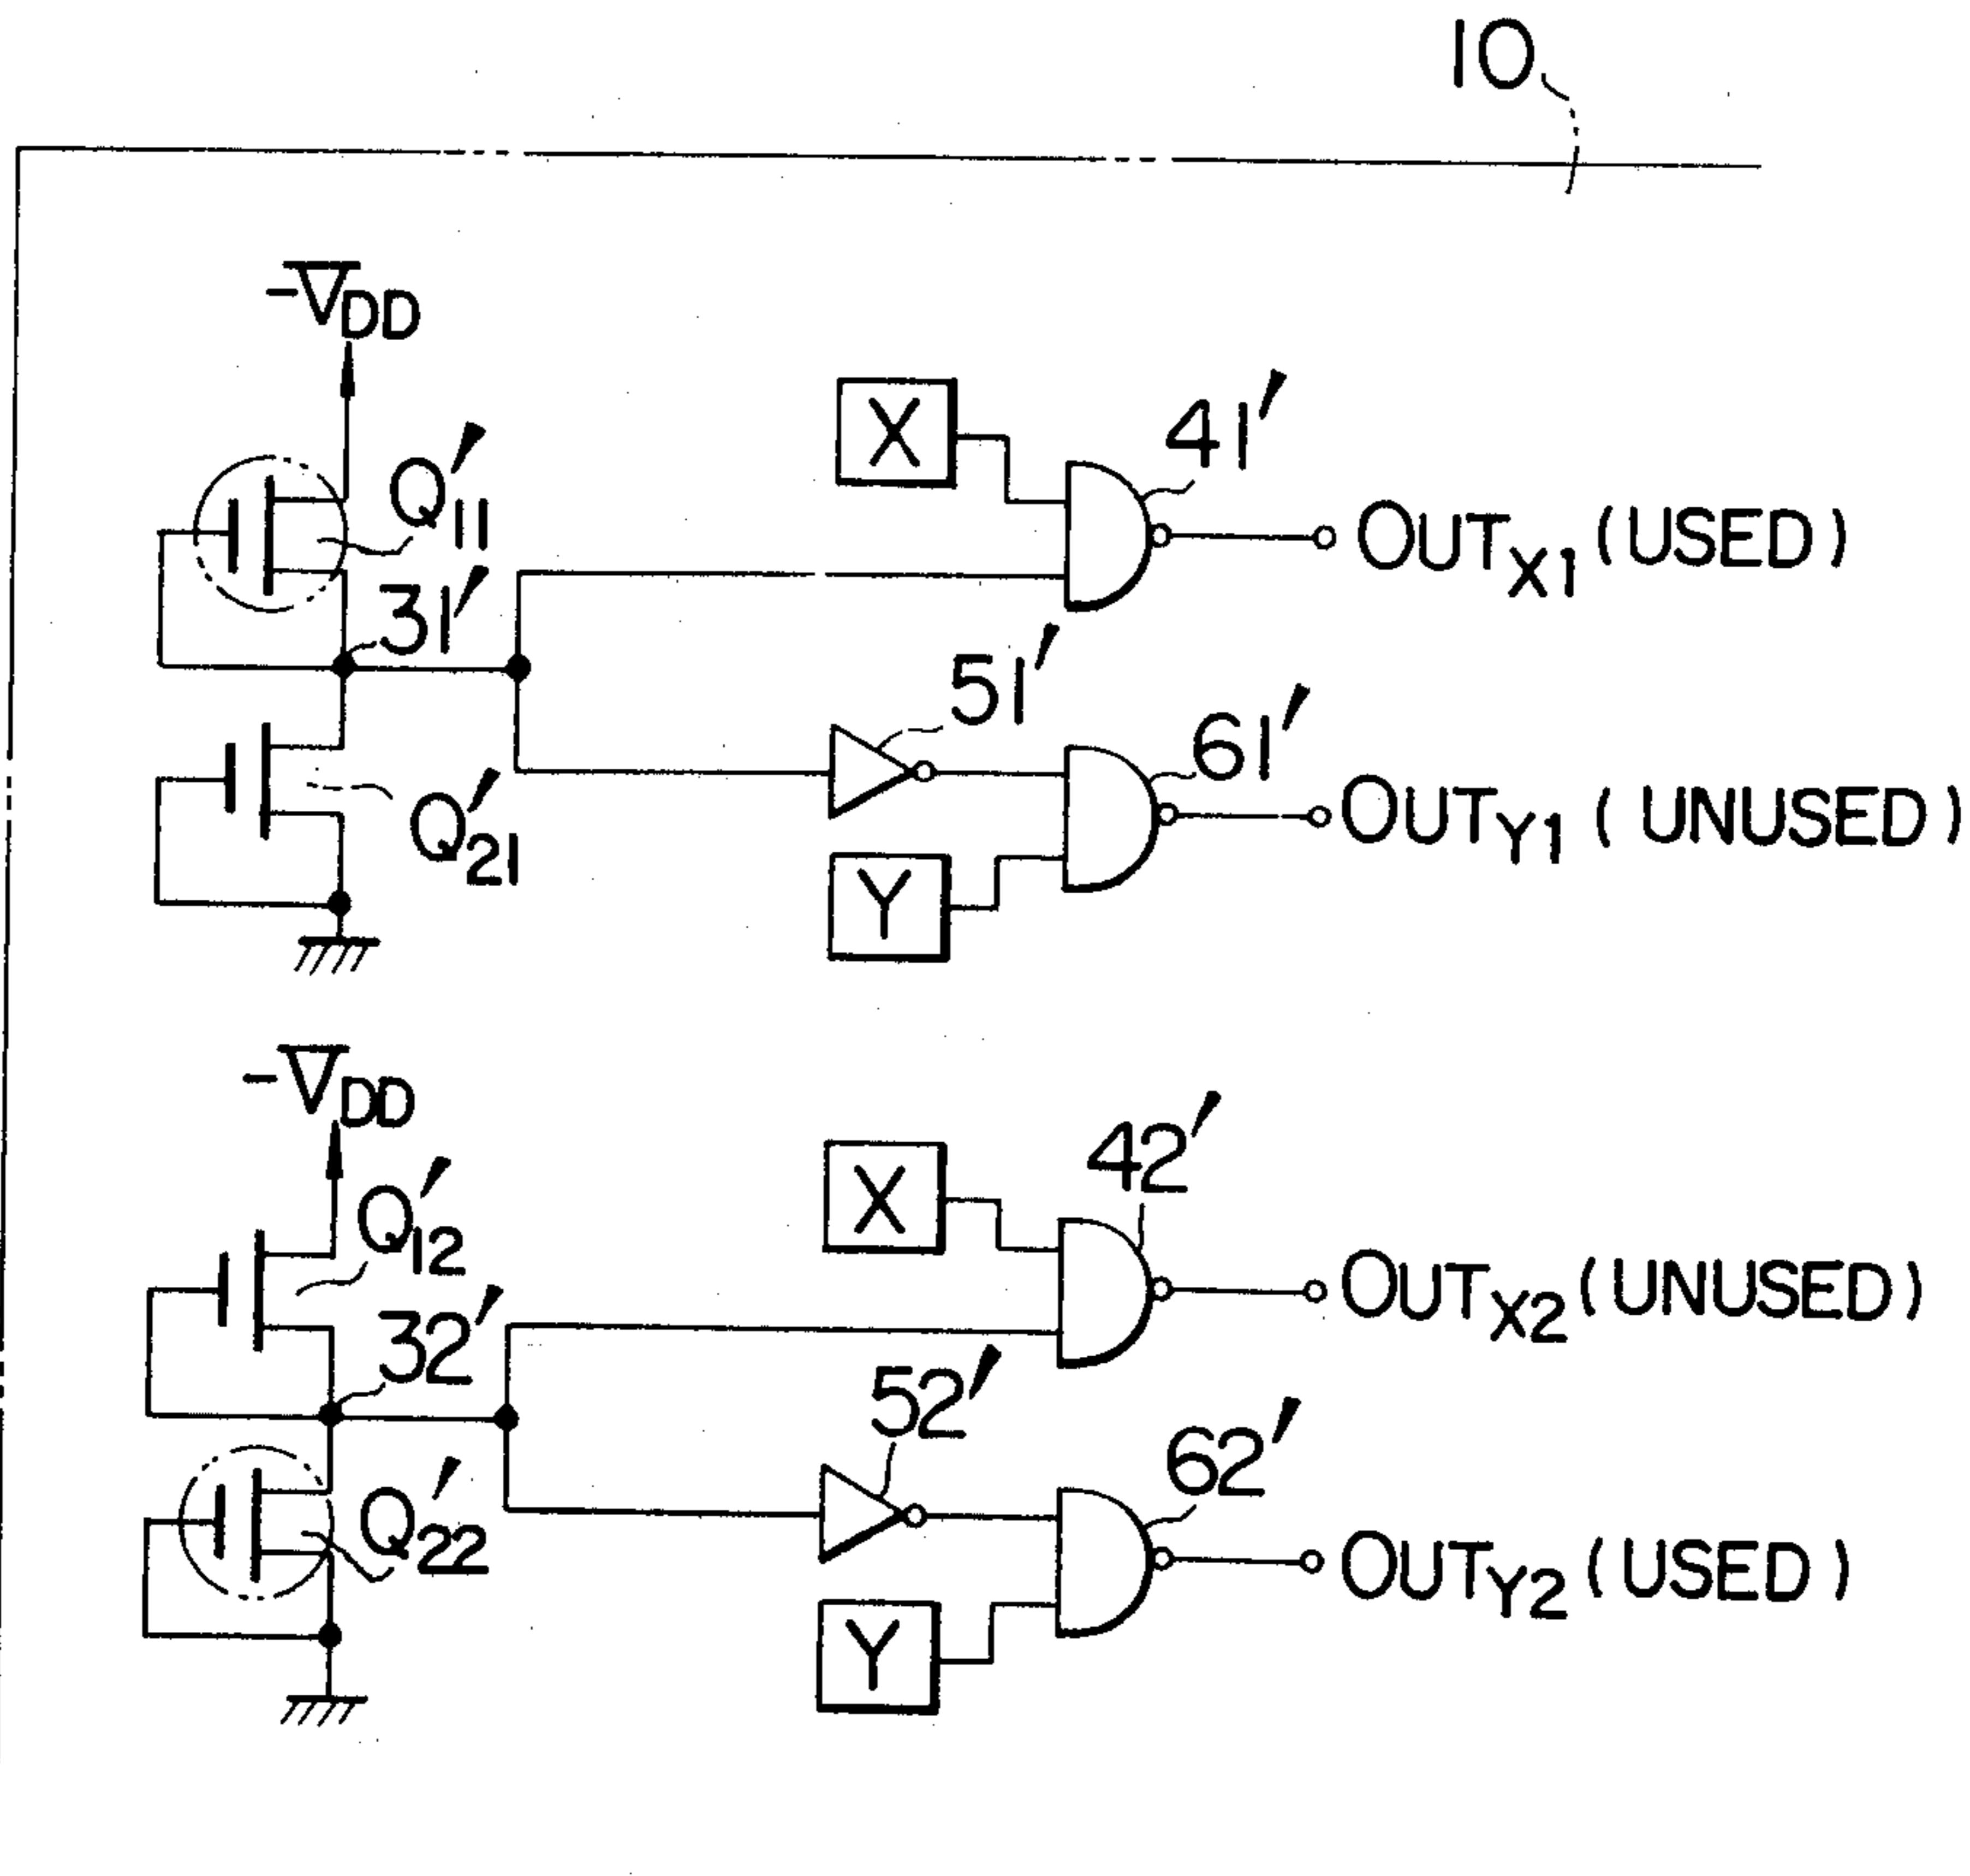 10
-VDD
X
41'
Q'11
OUTX1 (USED)
31'
51'
61'
Q'21
OUTY1 (UNUSED)
Y
-VDD
X
42'
Q'12
OUTX2 (UNUSED)
32'
52'
62'
Q'22
OUTY2 (USED)
Y